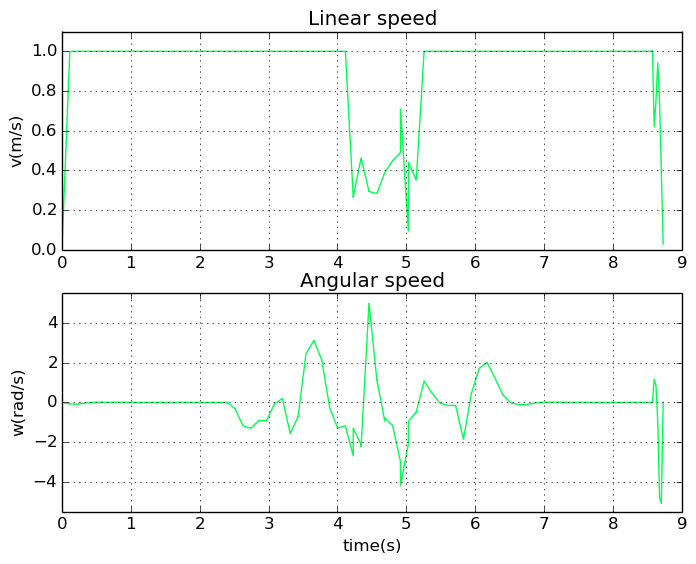 Linear speed
v(m/s)
1.0
0.8
0.6
0.4
0.2
0.0
0 1 2 3 4 5 6 7 8 9
Angular speed
w(rad/s)
4
2
0
−2
−4
0 1 2 3 4 5 6 7 8 9
time(s)